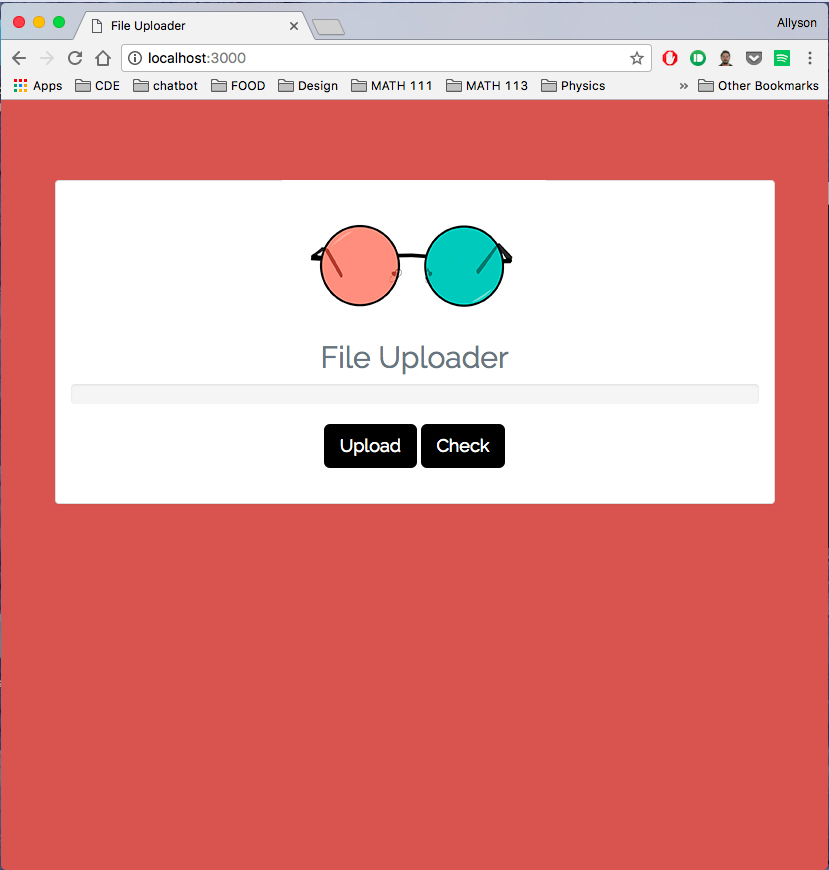 File Uploader
Allyson
localhost:3000
Apps CDE chatbot FOOD Design MATH 111 MATH 113 Physics » Other Bookmarks
File Uploader
Upload Check